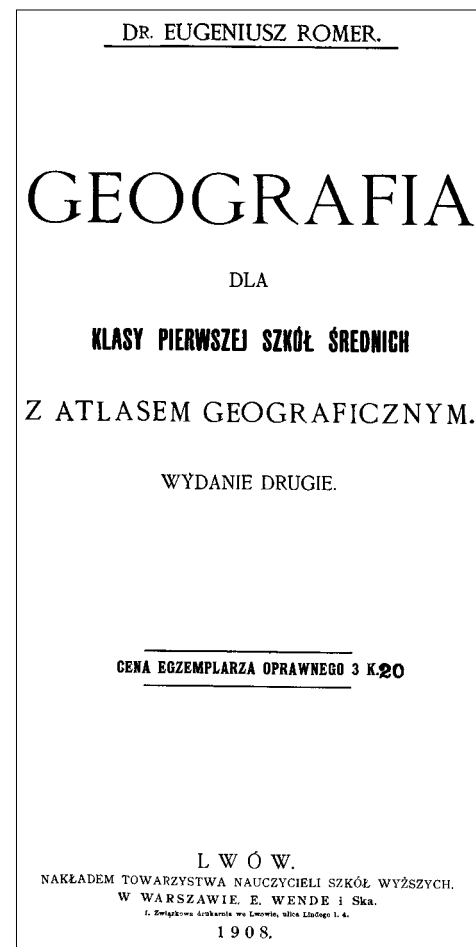 DR. EUGENIUSZ ROMER.
GEOGRAFIA
DLA
KLASY PIERWSZEJ SZKÓŁ ŚREDNICH
Z ATLASEM GEOGRAFICZNYM.
WYDANIE DRUGIE.
CENA EGZEMPLARZA OPRAWNEGO 3 K.20
LWÓW.
NAKŁADEM TOWARZYSTWA NAUCZYCIELI SZKÓŁ WYŻSZYCH.
W WARSZAWIE, E. WENDE i Ska.
I. Związkowa drukarnia we Lwowie, ulica Lindego l. 4.
1908.